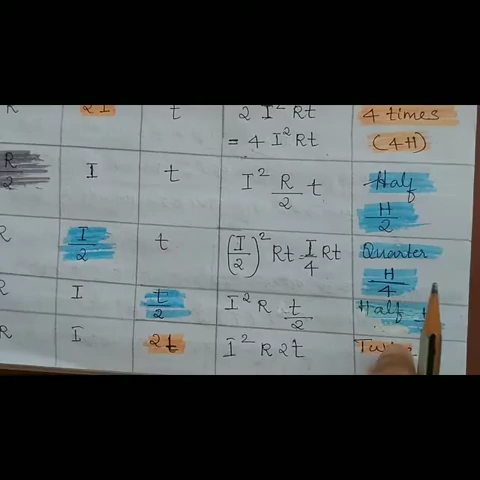 R 2I t 2 I² Rt 4 times
= 4 I² Rt (4H)
R/2 I t I² R/2 t Half
H/2
R I/2 t (I/2)² Rt = I/4 Rt Quarter
H/4
R I t/2 I² R t/2 Half
R I 2t I² R 2t